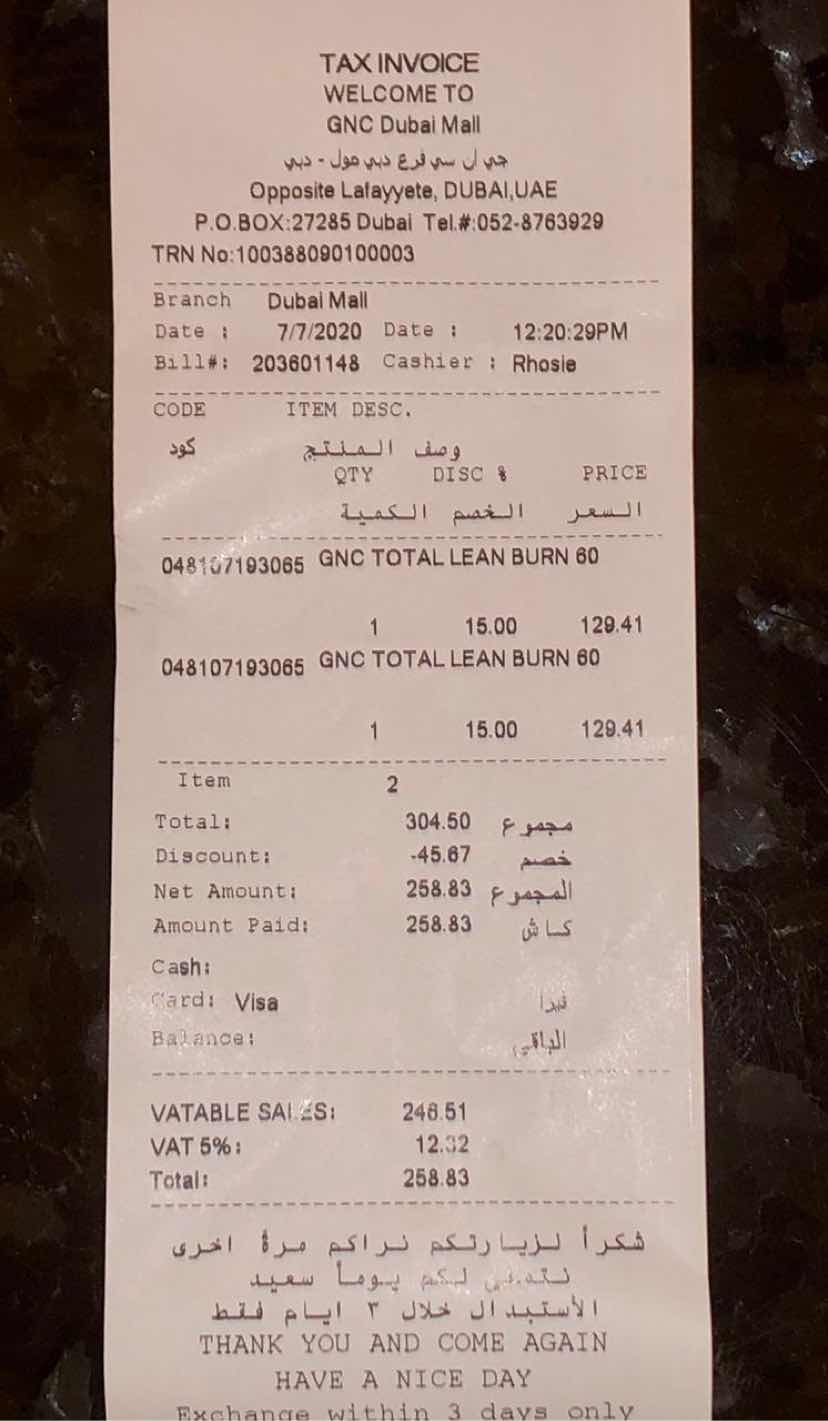 TAX INVOICE
WELCOME TO
GNC Dubai Mall
جي ان سي فرع دبي مول - دبي
Opposite Lafayyete, DUBAI,UAE
P.O.BOX:27285 Dubai Tel.#:052-8763929
TRN No:100388090100003
Branch Dubai Mall
Date : 7/7/2020 Date : 12:20:29PM
Bill#: 203601148 Cashier : Rhosie
CODE ITEM DESC.
كود وصف المنتج
QTY DISC % PRICE
السعر الخصم الكمية
048107193065 GNC TOTAL LEAN BURN 60
1 15.00 129.41
048107193065 GNC TOTAL LEAN BURN 60
1 15.00 129.41
Item 2
Total: 304.50 مجموع
Discount: -45.67 خصم
Net Amount: 258.83 المجموع
Amount Paid: 258.83 كاش
Cash:
Card: Visa فيزا
Balance: الباقي
VATABLE SALES: 246.51
VAT 5%: 12.32
Total: 258.83
شكراً لزيارتكم نراكم مرة اخرى
نتمنى لكم يوماً سعيد
الأستبدال خلال ٣ ايام فقط
THANK YOU AND COME AGAIN
HAVE A NICE DAY
Exchange within 3 days only